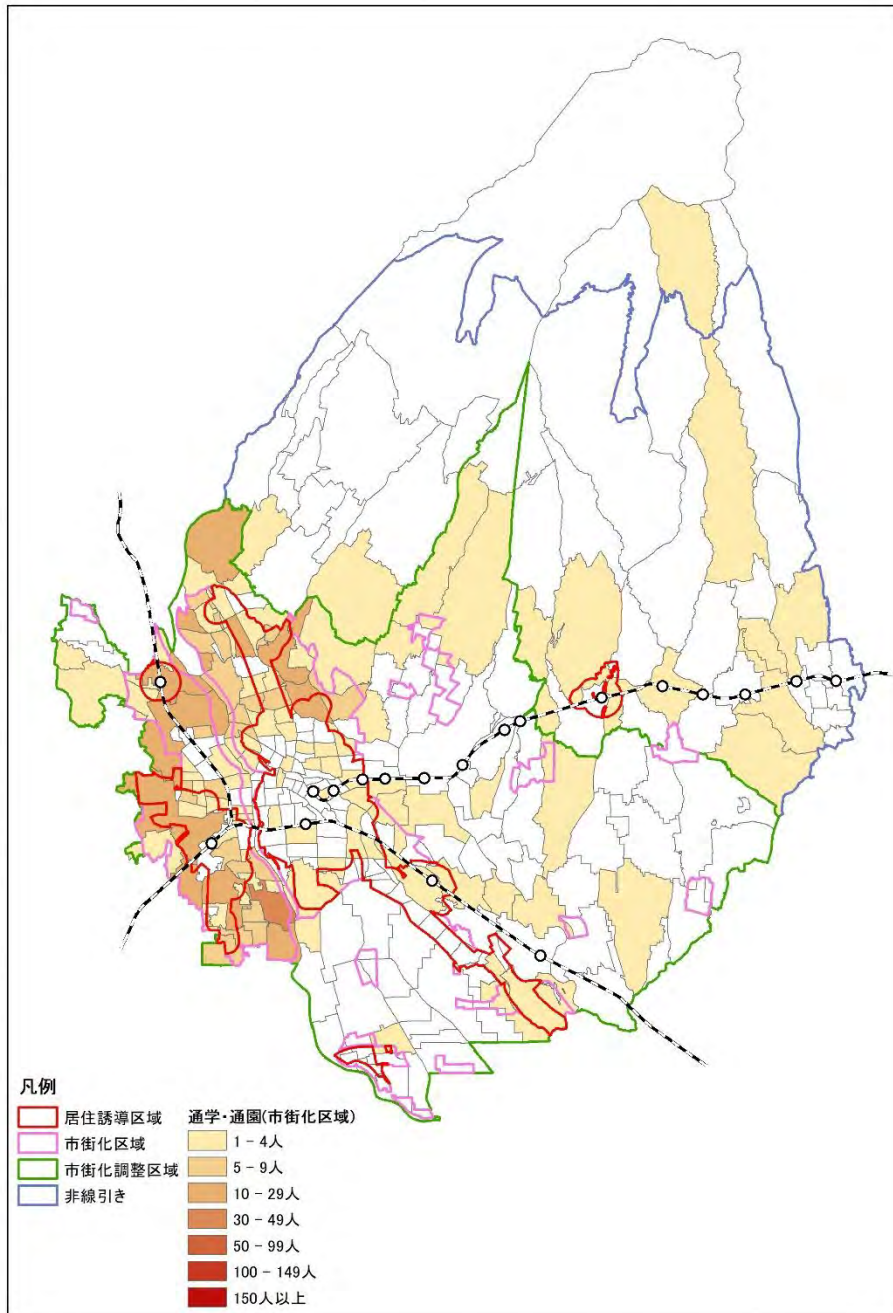 凡例
居住誘導区域
市街化区域
市街化調整区域
非線引き
通学・通園(市街化区域)
1 - 4人
5 - 9人
10 - 29人
30 - 49人
50 - 99人
100 - 149人
150人以上